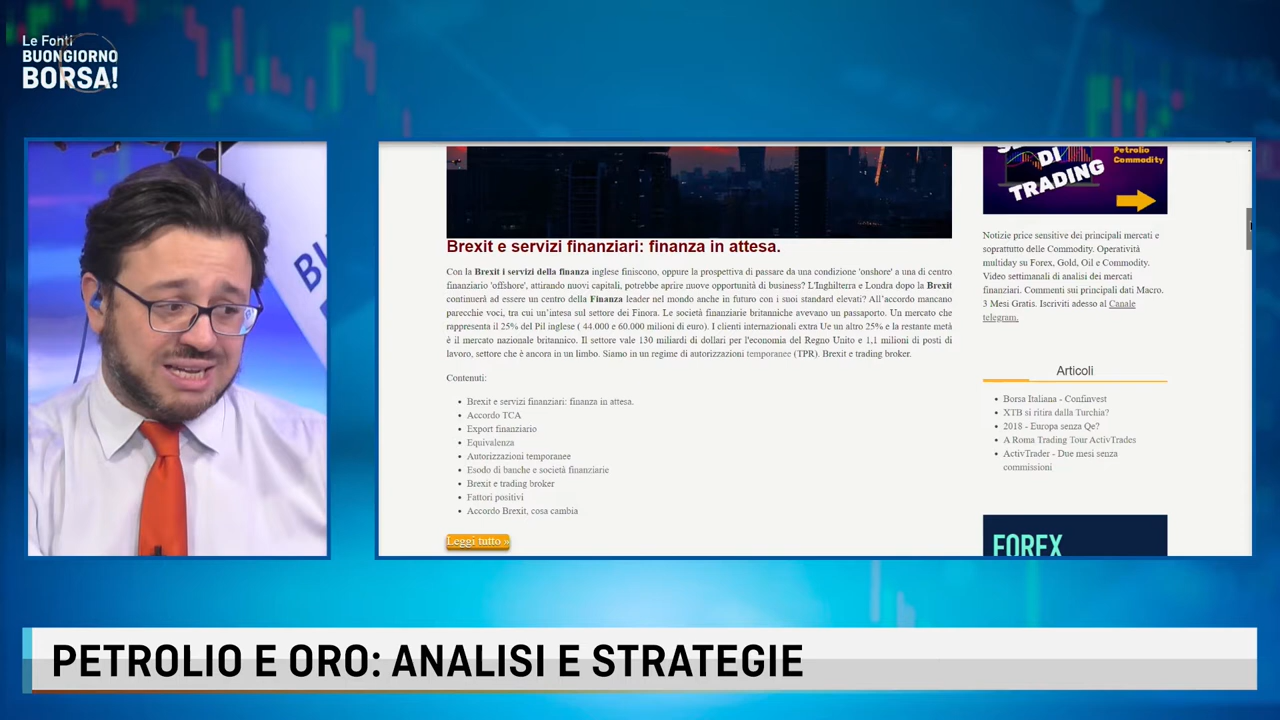 Le Fonti
BUONGIORNO
BORSA!
BU
Brexit e servizi finanziari: finanza in attesa.
Con la Brexit i servizi della finanza inglese finiscono, oppure la prospettiva di passare da una condizione 'onshore' a una di centro
finanziario 'offshore', attirando nuovi capitali, potrebbe aprire nuove opportunità di business? L'Inghilterra e Londra dopo la Brexit
continuerà ad essere un centro della Finanza leader nel mondo anche in futuro con i suoi standard elevati? All'accordo mancano
parecchie voci, tra cui un'intesa sul settore dei Finora. Le società finanziarie britanniche avevano un passaporto. Un mercato che
rappresenta il 25% del Pil inglese ( 44.000 e 60.000 milioni di euro). I clienti internazionali extra Ue un altro 25% e la restante metà
è il mercato nazionale britannico. Il settore vale 130 miliardi di dollari per l'economia del Regno Unito e 1,1 milioni di posti di
lavoro, settore che è ancora in un limbo. Siamo in un regime di autorizzazioni temporanee (TPR). Brexit e trading broker.
Contenuti:
• Brexit e servizi finanziari: finanza in attesa.
• Accordo TCA
• Export finanziario
• Equivalenza
• Autorizzazioni temporanee
• Esodo di banche e società finanziarie
• Brexit e trading broker
• Fattori positivi
• Accordo Brexit, cosa cambia
Leggi tutto »
Petrolio
Commodity
DI
TRADING
Notizie price sensitive dei principali mercati e
soprattutto delle Commodity. Operatività
multiday su Forex, Gold, Oil e Commodity.
Video settimanali di analisi dei mercati
finanziari. Commenti sui principali dati Macro.
3 Mesi Gratis. Iscriviti adesso al Canale
telegram.
Articoli
• Borsa Italiana - Confinvest
• XTB si ritira dalla Turchia?
• 2018 - Europa senza Qe?
• A Roma Trading Tour ActivTrades
• ActivTrader - Due mesi senza
commissioni
FOREX
PETROLIO E ORO: ANALISI E STRATEGIE